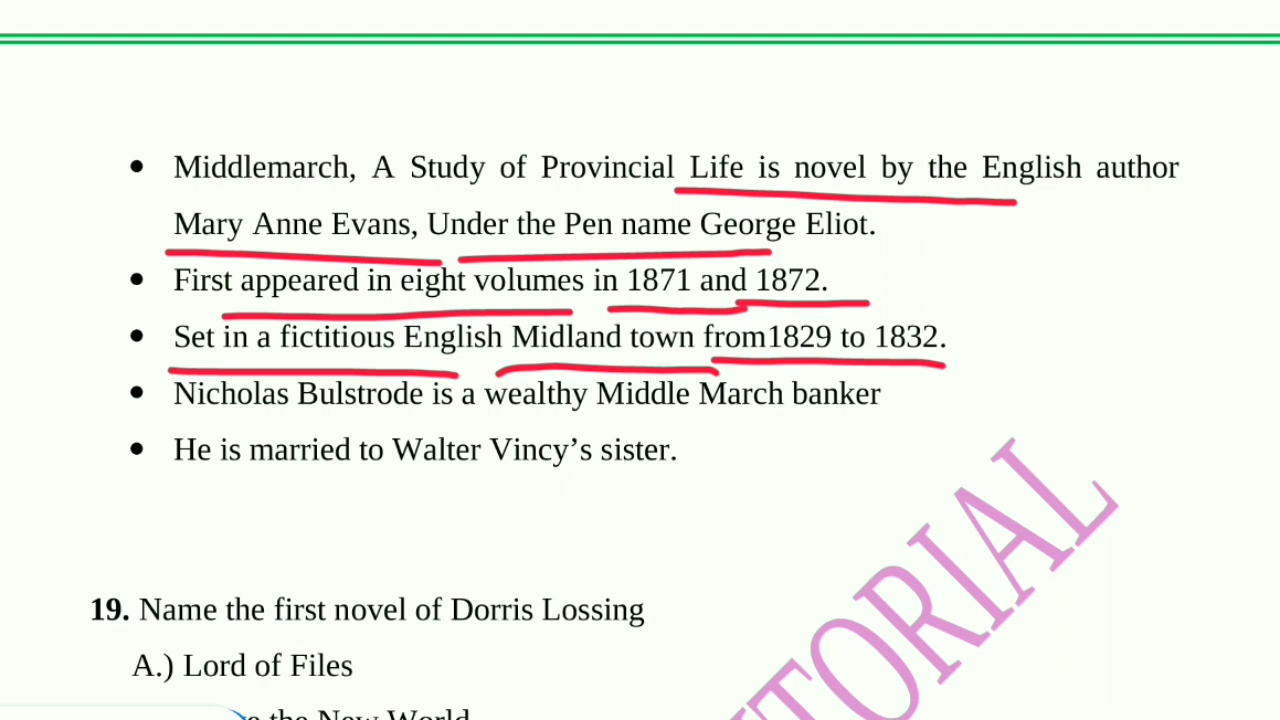 • Middlemarch, A Study of Provincial Life is novel by the English author
Mary Anne Evans, Under the Pen name George Eliot.
• First appeared in eight volumes in 1871 and 1872.
• Set in a fictitious English Midland town from1829 to 1832.
• Nicholas Bulstrode is a wealthy Middle March banker
• He is married to Walter Vincy’s sister.
19. Name the first novel of Dorris Lossing
A.) Lord of Files
the New World
TORIAL